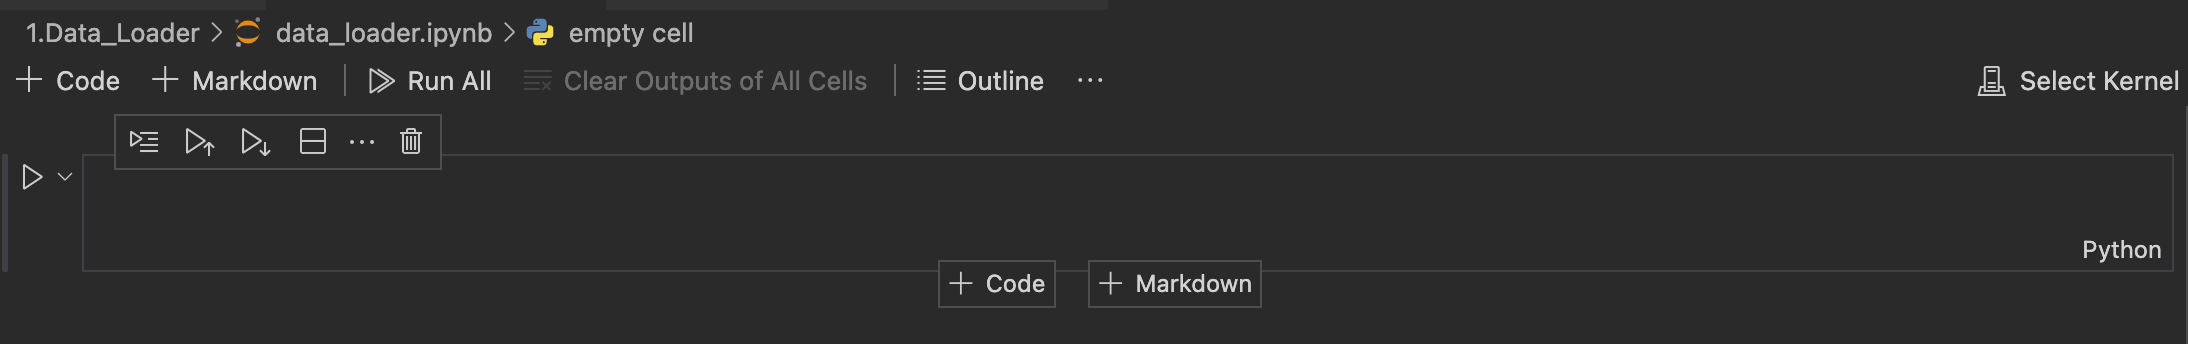 1.Data_Loader > data_loader.ipynb > empty cell
+ Code + Markdown Run All Clear Outputs of All Cells Outline ... Select Kernel
Python
+ Code + Markdown